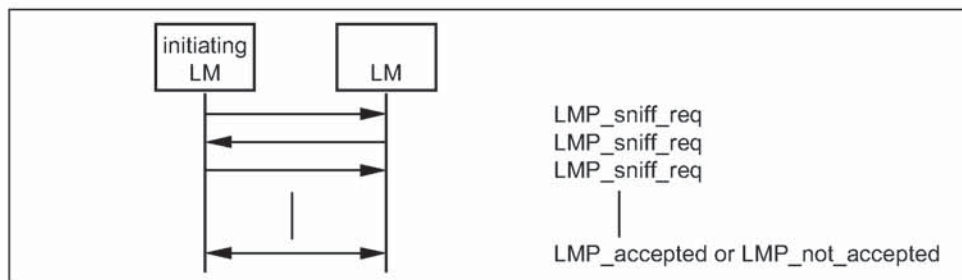 initiating
LM
LM
LMP_sniff_req
LMP_sniff_req
LMP_sniff_req
LMP_accepted or LMP_not_accepted